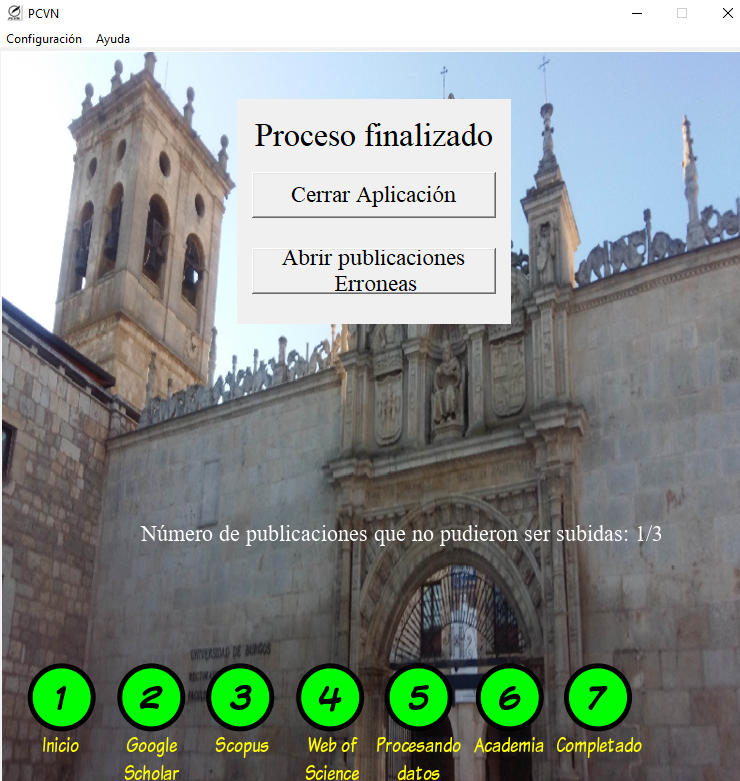 PCVN
Configuración Ayuda
Proceso finalizado
Cerrar Aplicación
Abrir publicaciones
Erroneas
Número de publicaciones que no pudieron ser subidas: 1/3
UNIVERSIDAD DE BURGOS
1 2 3 4 5 6 7
Inicio Google Scopus Web of Procesando Academia Completado
Scholar Science datos